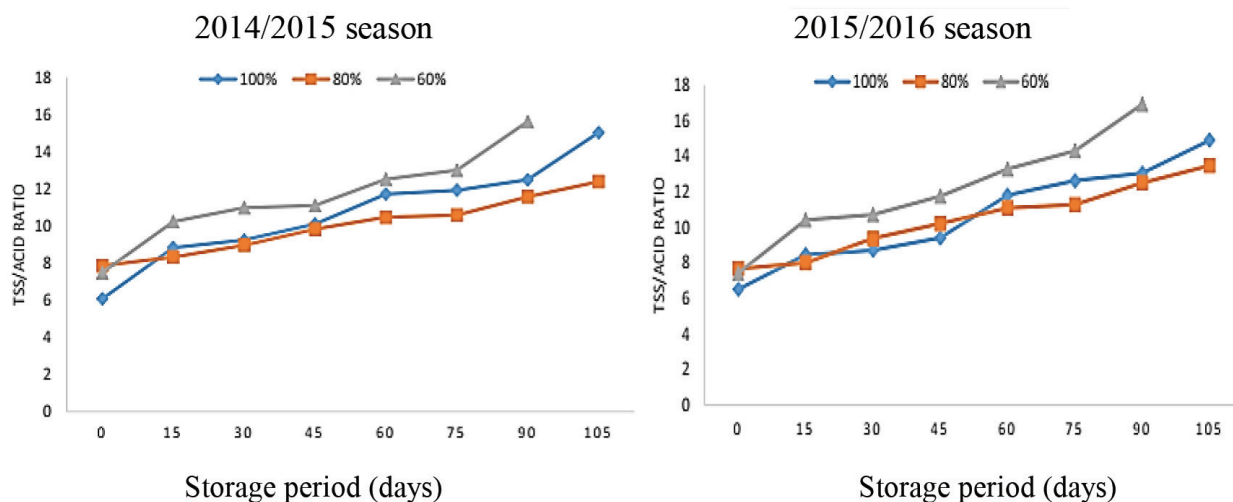 2014/2015 season
100% 80% 60%
TSS/ACID RATIO
18
16
14
12
10
8
6
4
2
0
0 15 30 45 60 75 90 105
Storage period (days)
2015/2016 season
100% 80% 60%
TSS/ACID RATIO
18
16
14
12
10
8
6
4
2
0
0 15 30 45 60 75 90 105
Storage period (days)